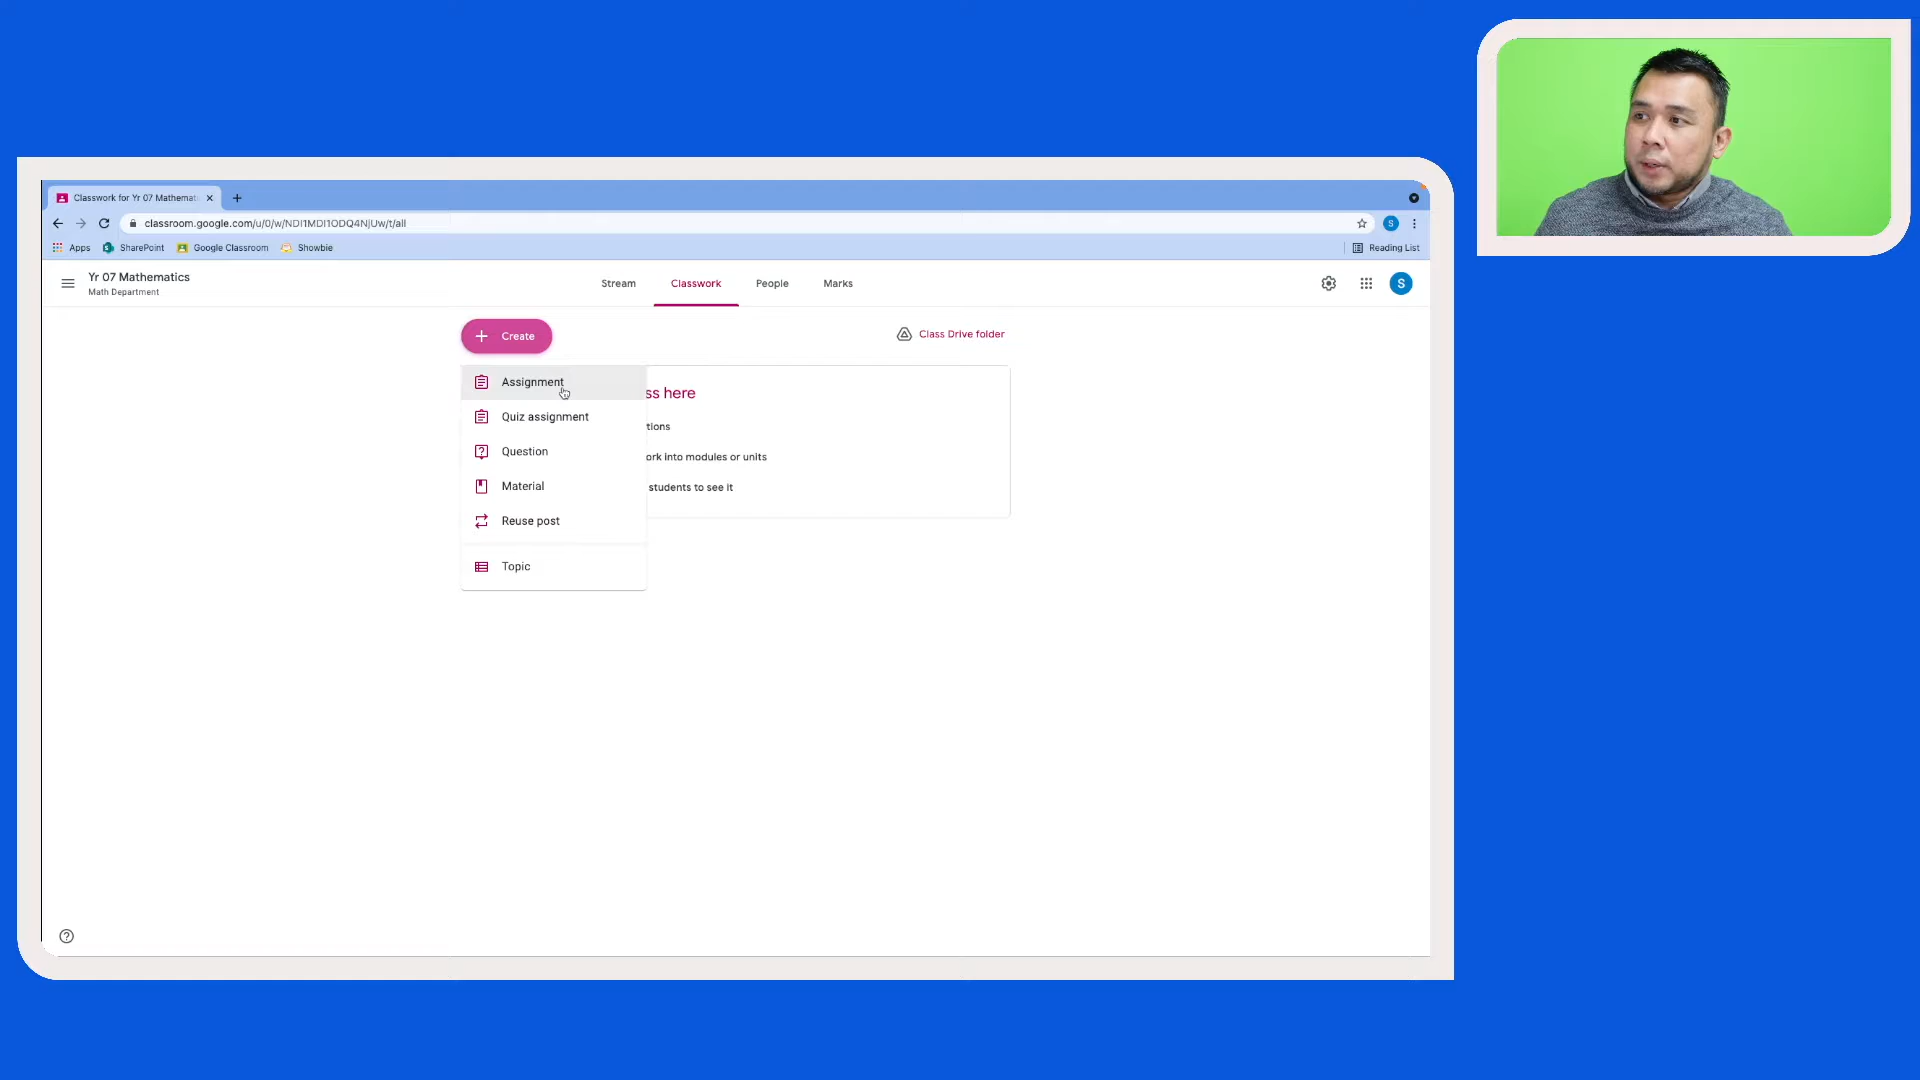 Classwork for Yr 07 Mathemat
classroom.google.com/u/0/w/NDI1MDI1ODQ4NjUw/t/all
S
Apps
SharePoint
Google Classroom
Showbie
Reading List
Yr 07 Mathematics
Math Department
Stream
Classwork
People
Marks
S
Create
Class Drive folder
Assignment
ss here
Quiz assignment
tions
Question
ork into modules or units
Material
students to see it
Reuse post
Topic